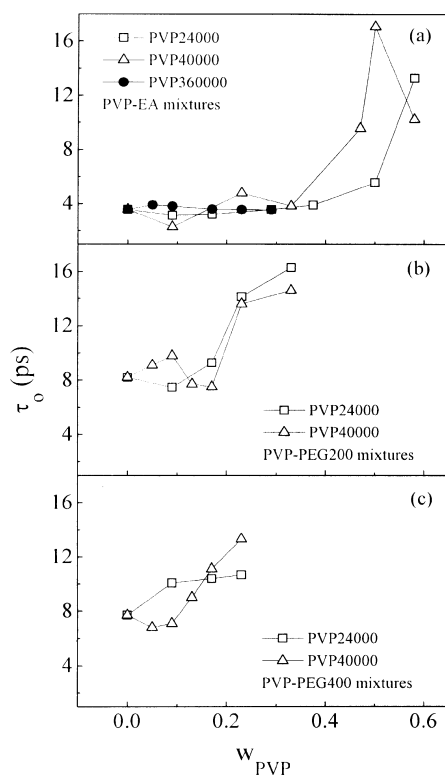 (a)
PVP24000
PVP40000
PVP360000
PVP-EA mixtures
16
12
8
4
(b)
16
12
8
4
PVP24000
PVP40000
PVP-PEG200 mixtures
τo (ps)
(c)
16
12
8
4
PVP24000
PVP40000
PVP-PEG400 mixtures
0.0 0.2 0.4 0.6
wPVP